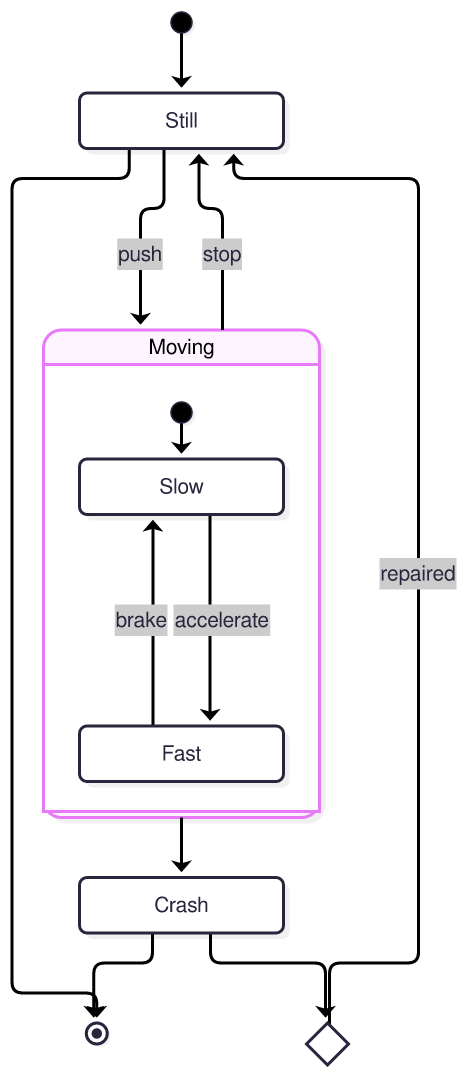 Still
push
stop
Moving
Slow
repaired
brake
accelerate
Fast
Crash